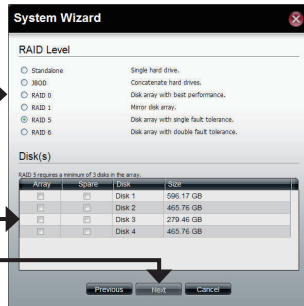 System Wizard
RAID Level
Standalone Single hard drive.
JBOD Concatenate hard drives.
RAID 0 Disk array with best performance.
RAID 1 Mirror disk array.
RAID 5 Disk array with single fault tolerance.
RAID 6 Disk array with double fault tolerance.
Disk(s)
RAID 5 requires a minimum of 3 disks in the array.
Array Spare Disk Size
Disk 1 596.17 GB
Disk 2 465.76 GB
Disk 3 279.46 GB
Disk 4 465.76 GB
Previous Next Cancel